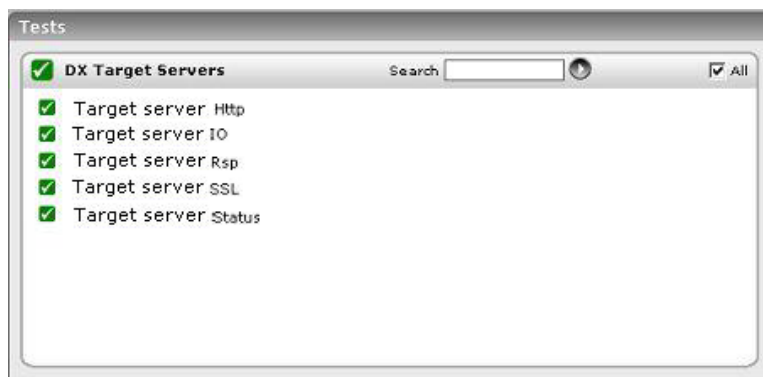 Tests
DX Target Servers Search All
Target server Http
Target server IO
Target server Rsp
Target server SSL
Target server Status